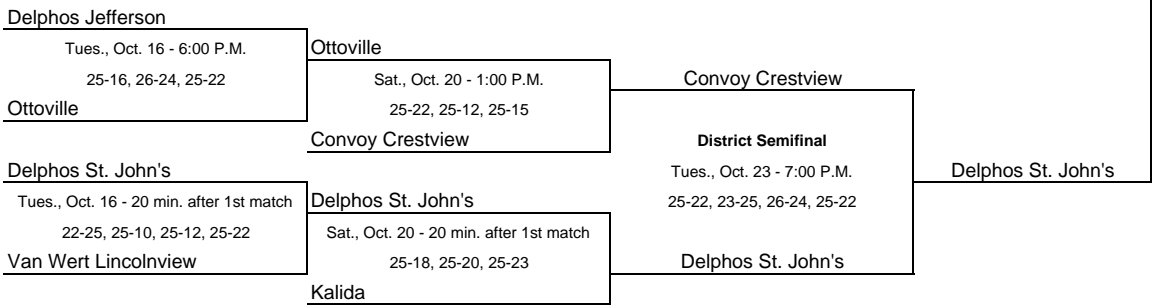 Delphos Jefferson
Tues., Oct. 16 - 6:00 P.M.
25-16, 26-24, 25-22
Ottoville
Delphos St. John's
Tues., Oct. 16 - 20 min. after 1st match
22-25, 25-10, 25-12, 25-22
Van Wert Lincolnview
Ottoville
Sat., Oct. 20 - 1:00 P.M.
25-22, 25-12, 25-15
Convoy Crestview
Delphos St. John's
Sat., Oct. 20 - 20 min. after 1st match
25-18, 25-20, 25-23
Kalida
Convoy Crestview
District Semifinal
Tues., Oct. 23 - 7:00 P.M.
25-22, 23-25, 26-24, 25-22
Delphos St. John's
Delphos St. John's